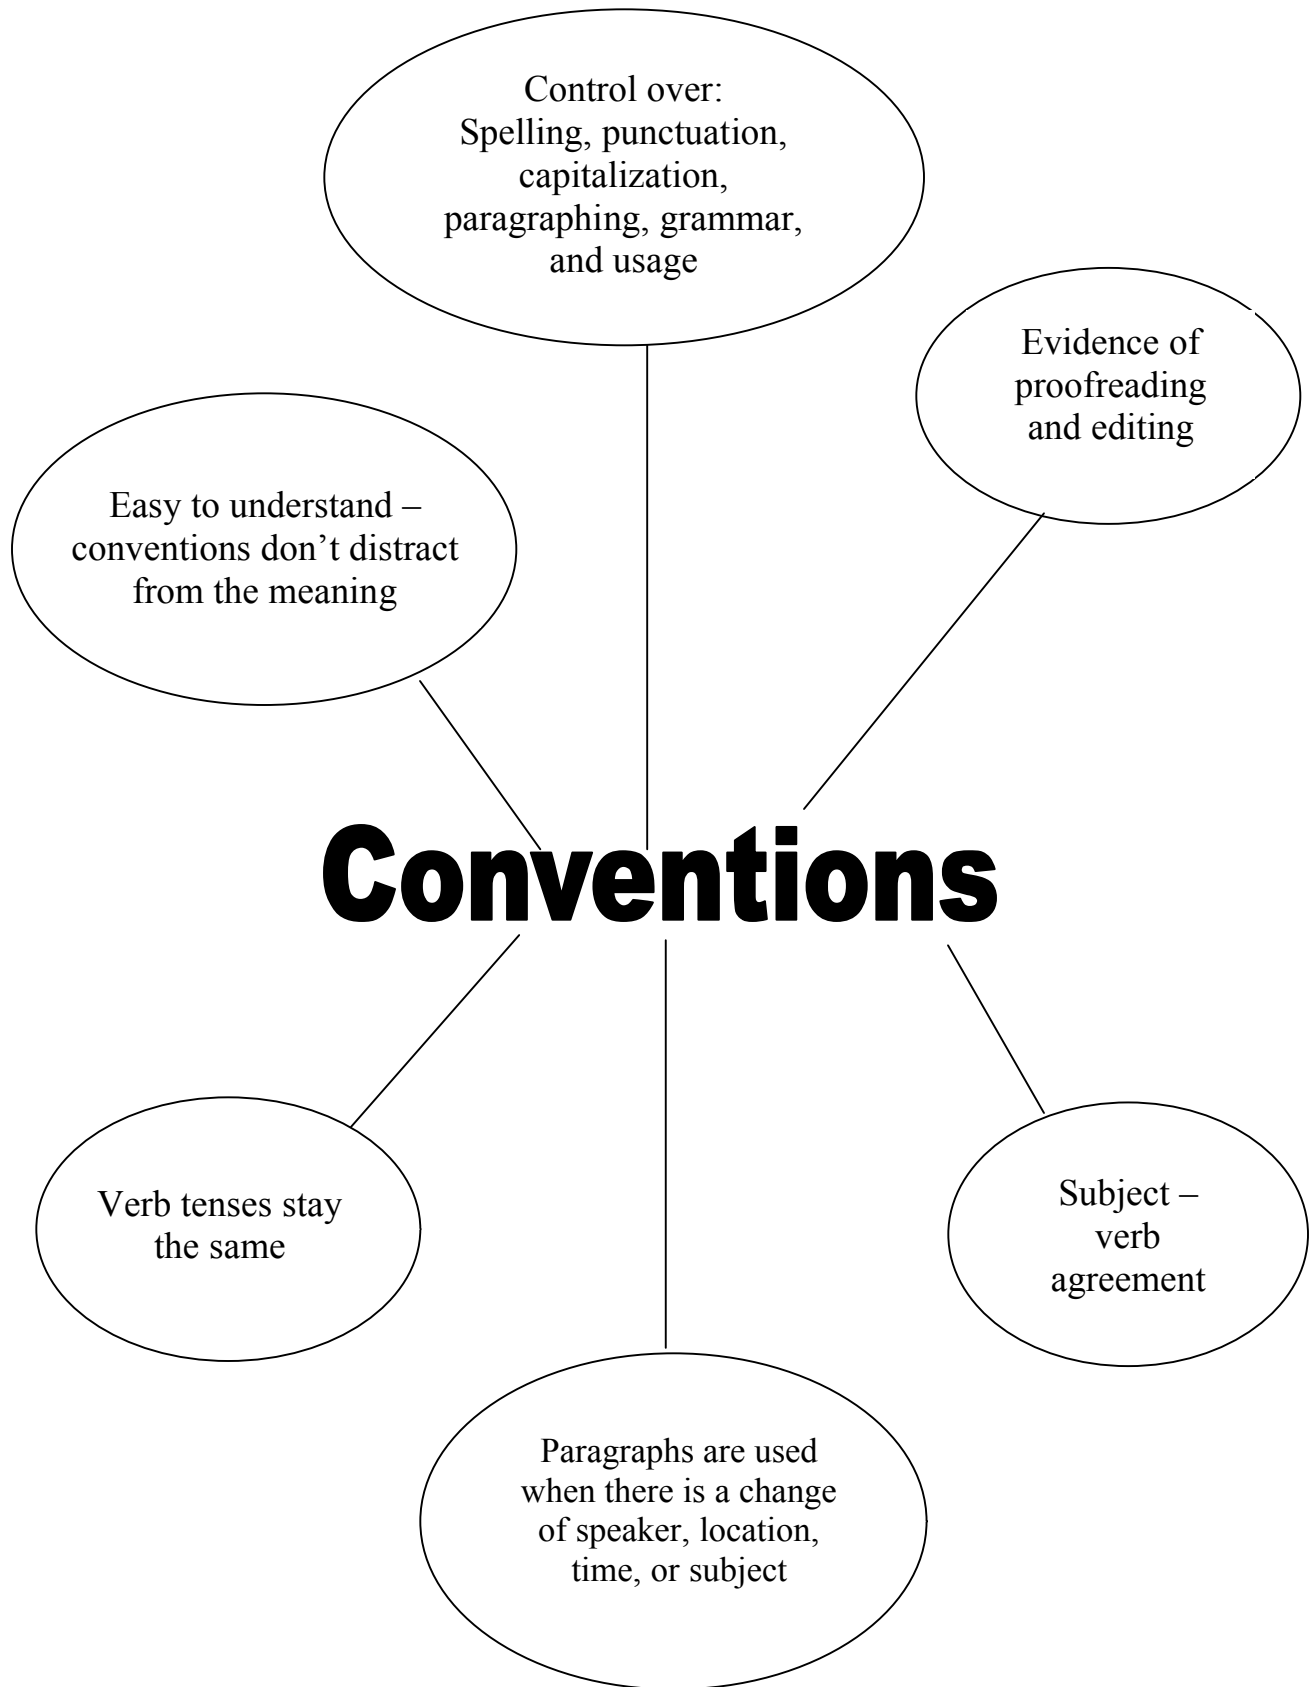 Control over:
Spelling, punctuation,
capitalization,
paragraphing, grammar,
and usage
Evidence of
proofreading
and editing
Easy to understand –
conventions don’t distract
from the meaning
Conventions
Verb tenses stay
the same
Subject –
verb
agreement
Paragraphs are used
when there is a change
of speaker, location,
time, or subject